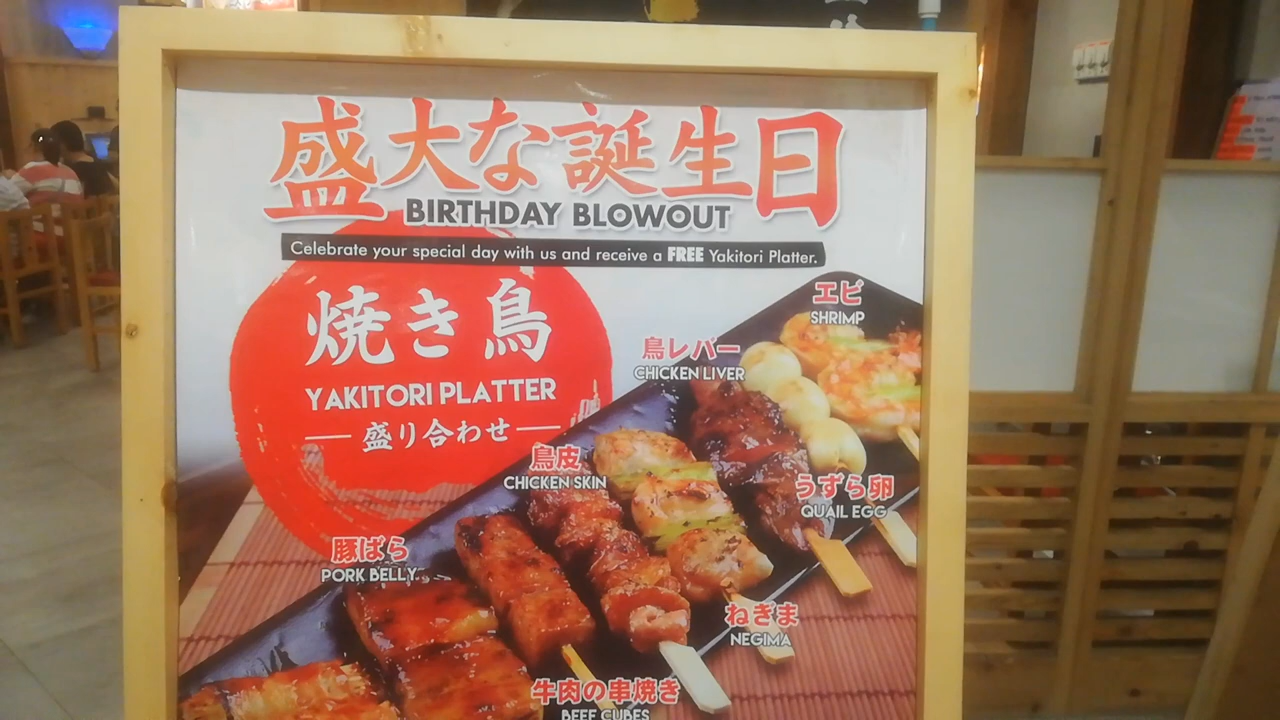 盛大な誕生日
BIRTHDAY BLOWOUT
Celebrate your special day with us and receive a FREE Yakitori Platter.
焼き鳥
YAKITORI PLATTER
盛り合わせ
エビ
SHRIMP
鳥レバー
CHICKEN LIVER
鳥皮
CHICKEN SKIN
うずら卵
QUAIL EGG
豚ばら
PORK BELLY
ねぎま
NEGIMA
牛肉の串焼き
BEEF CUBES